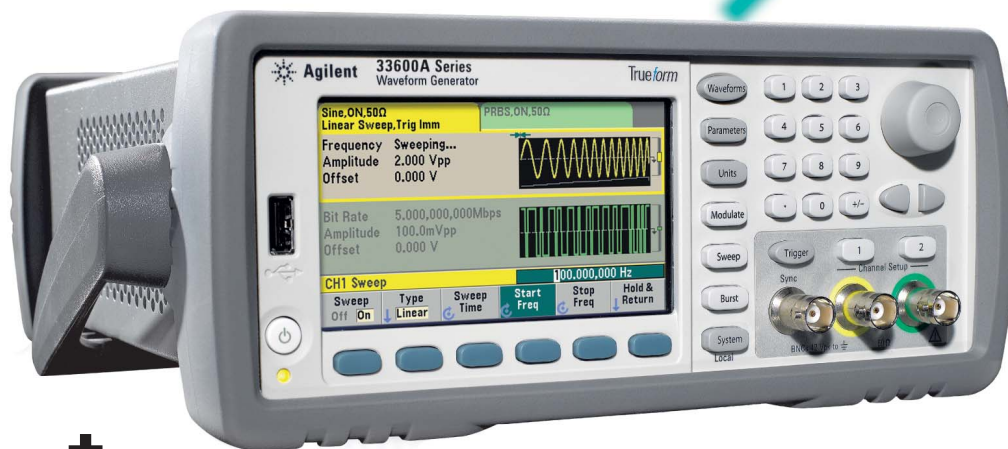 Agilent
33600A Series
Waveform Generator
Trueform
Sine,ON,50Ω
Linear Sweep,Trig Imm
PRBS,ON,50Ω
Frequency Sweeping...
Amplitude 2.000 Vpp
Offset 0.000 V
Bit Rate 5.000,000,000Mbps
Amplitude 100.0mVpp
Offset 0.000 V
CH1 Sweep
100.000,000 Hz
Sweep
Off On
Type
Linear
Sweep
Time
Start
Freq
Stop
Freq
Hold &
Return
Waveforms
Parameters
Units
Modulate
Sweep
Burst
System
Local
1 2 3
4 5 6
7 8 9
. 0 +/-
Trigger
1 2
Channel Setup
Sync